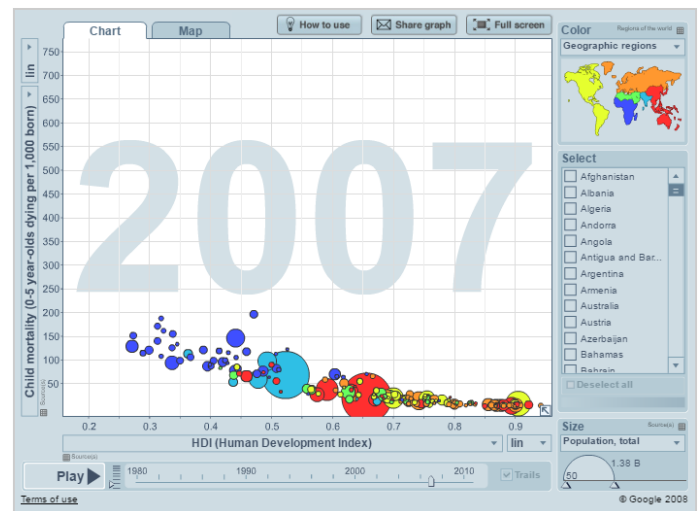 Chart
Map
How to use
Share graph
Full screen
Color
Regions of the world
Geographic regions
lin
Child mortality (0-5 year-olds dying per 1,000 born)
Source(s)
750
700
650
600
550
500
450
400
350
300
250
200
150
100
50
2007
0.2 0.3 0.4 0.5 0.6 0.7 0.8 0.9
HDI (Human Development Index)
lin
Source(s)
Select
Afghanistan
Albania
Algeria
Andorra
Angola
Antigua and Bar...
Argentina
Armenia
Australia
Austria
Azerbaijan
Bahamas
Bahrain
Deselect all
Size
Source(s)
Population, total
1.38 B
50
Play
1980 1990 2000 2010
Trails
Terms of use
© Google 2008